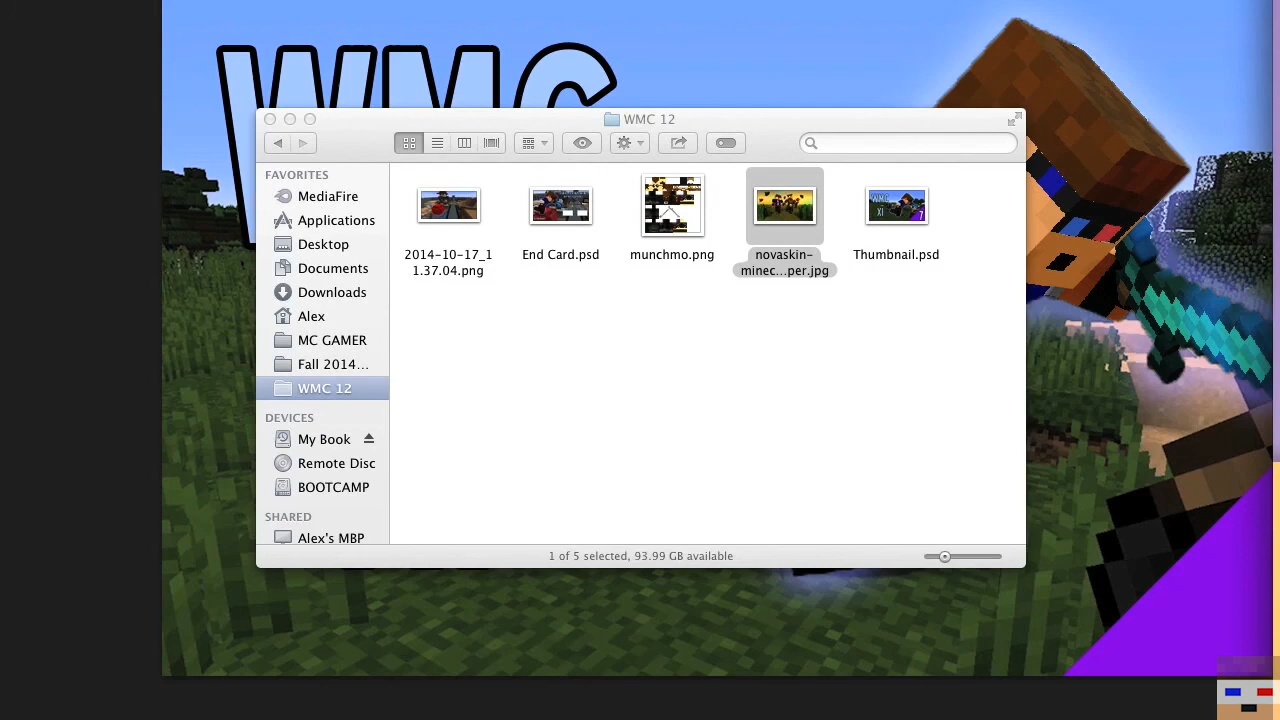 WMC
WMC 12
FAVORITES
MediaFire
Applications
Desktop
Documents
Downloads
Alex
MC GAMER
Fall 2014...
WMC 12
DEVICES
My Book
Remote Disc
BOOTCAMP
SHARED
Alex's MBP
2014-10-17_1
1.37.04.png
End Card.psd
munchmo.png
novaskin-
minec...per.jpg
WMC
XI
Thumbnail.psd
1 of 5 selected, 93.99 GB available